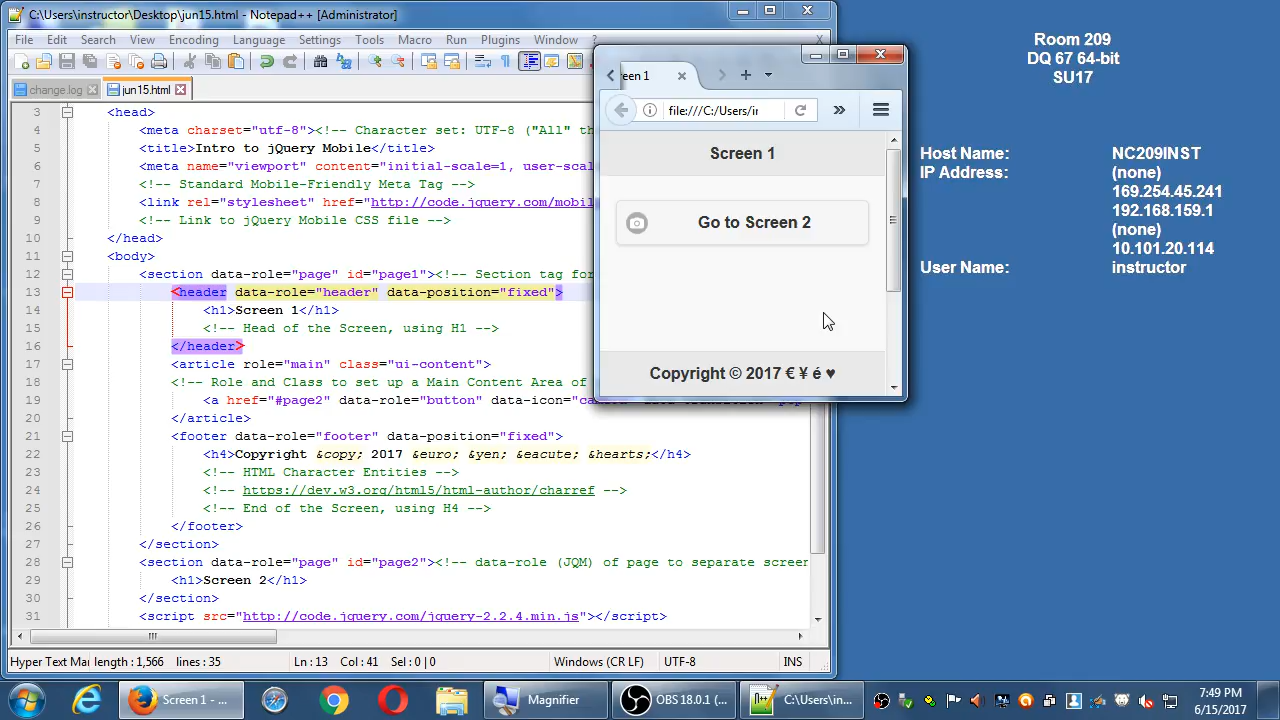 C:\Users\instructor\Desktop\jun15.html - Notepad++ [Administrator]
File Edit Search View Encoding Language Settings Tools Macro Run Plugins Window ?
change.log jun15.html
3 <head>
4 <meta charset="utf-8"><!-- Character set: UTF-8 ("All" th
5 <title>Intro to jQuery Mobile</title>
6 <meta name="viewport" content="initial-scale=1, user-scal
7 <!-- Standard Mobile-Friendly Meta Tag -->
8 <link rel="stylesheet" href="http://code.jquery.com/mobil
9 <!-- Link to jQuery Mobile CSS file -->
10 </head>
11 <body>
12 <section data-role="page" id="page1"><!-- Section tag for
13 <header data-role="header" data-position="fixed">
14 <h1>Screen 1</h1>
15 <!-- Head of the Screen, using H1 -->
16 </header>
17 <article role="main" class="ui-content">
18 <!-- Role and Class to set up a Main Content Area of
19 <a href="#page2" data-role="button" data-icon="
20 </article>
21 <footer data-role="footer" data-position="fixed">
22 <h4>Copyright &copy; 2017 &euro; &yen; &eacute; &hearts;</h4>
23 <!-- HTML Character Entities -->
24 <!-- https://dev.w3.org/html5/html-author/charref -->
25 <!-- End of the Screen, using H4 -->
26 </footer>
27 </section>
28 <section data-role="page" id="page2"><!-- data-role (JQM) of page to separate screen
29 <h1>Screen 2</h1>
30 </section>
31 <script src="http://code.jquery.com/jquery-2.2.4.min.js"></script>
Hyper Text Mar length : 1,566 lines : 35 Ln : 13 Col : 41 Sel : 0 | 0 Windows (CR LF) UTF-8 INS
een 1
file:///C:/Users/ir
Screen 1
Go to Screen 2
Copyright © 2017 € ¥ é ♥
Room 209
DQ 67 64-bit
SU17
Host Name: NC209INST
IP Address: (none)
169.254.45.241
192.168.159.1
(none)
10.101.20.114
User Name: instructor
Screen 1 - ...
Magnifier
OBS 18.0.1 (...
C:\Users\in...
7:49 PM
6/15/2017